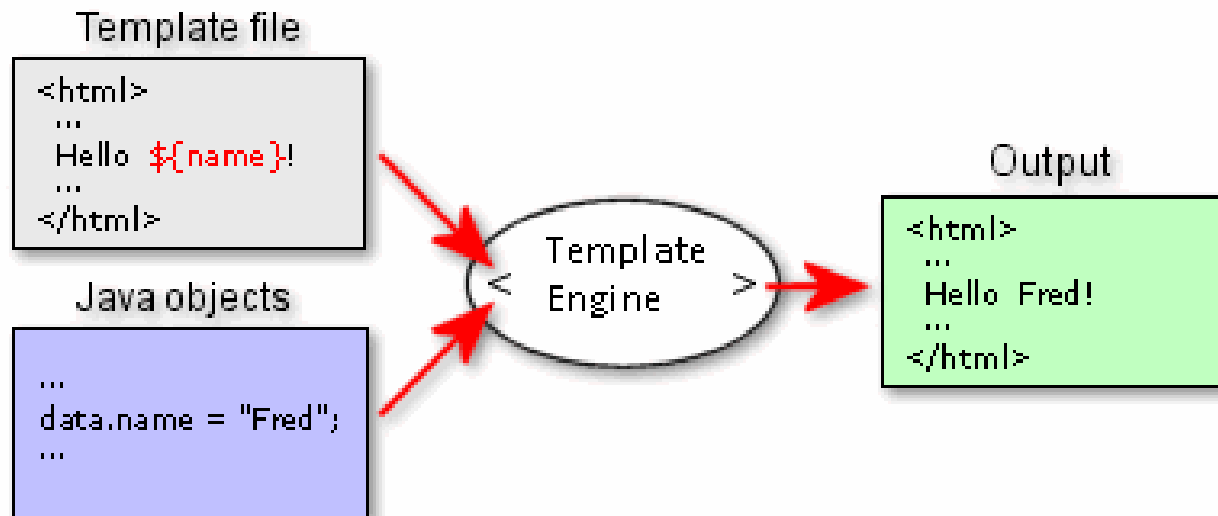 Template file
<html>
...
Hello ${name}!
...
</html>
Java objects
...
data.name = "Fred";
...
< Template >
Engine
Output
<html>
...
Hello Fred!
...
</html>